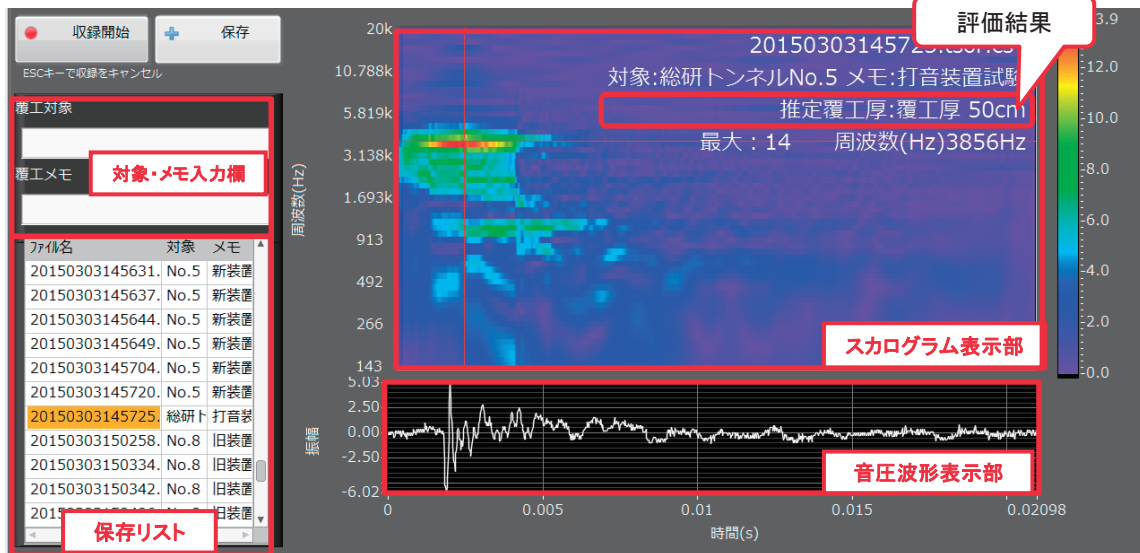 収録開始
保存
ESCキーで収録をキャンセル
覆工対象
対象・メモ入力欄
覆工メモ
ファイル名 対象 メモ
20150303145631. No.5 新装置
20150303145637. No.5 新装置
20150303145644. No.5 新装置
20150303145649. No.5 新装置
20150303145704. No.5 新装置
20150303145720. No.5 新装置
20150303145725. 総研ト 打音装
20150303150258. No.8 旧装置
20150303150334. No.8 旧装置
20150303150342. No.8 旧装置
旧装置
保存リスト
評価結果
対象:総研トンネルNo.5 メモ:打音装置試験
推定覆工厚:覆工厚 50cm
最大:14 周波数(Hz)3856Hz
スカログラム表示部
周波数(Hz)
20k
10.788k
5.819k
3.138k
1.693k
913
492
266
143
3.9
12.0
10.0
8.0
6.0
4.0
2.0
0.0
振幅
5.03
2.50
0.00
-2.50
-6.02
音圧波形表示部
0
0.005
0.01
0.015
0.02098
時間(s)